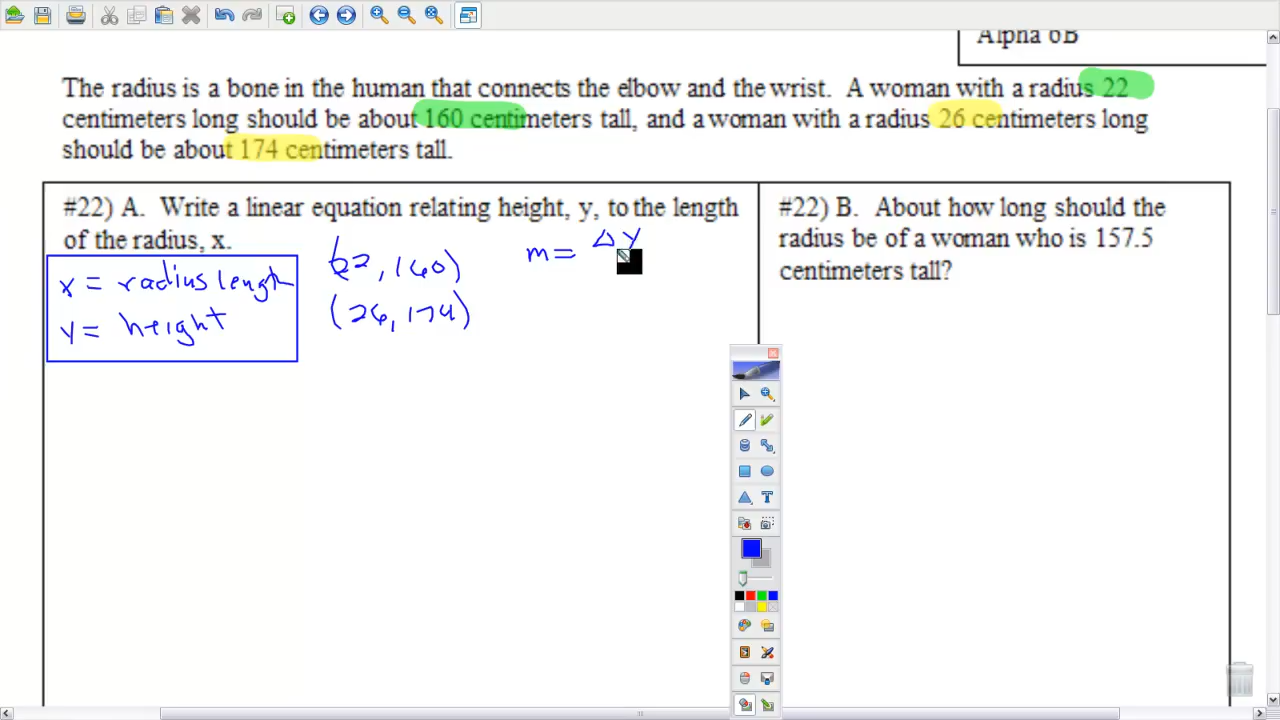 Alpha 6B
The radius is a bone in the human that connects the elbow and the wrist. A woman with a radius 22
centimeters long should be about 160 centimeters tall, and a woman with a radius 26 centimeters long
should be about 174 centimeters tall.
#22) A. Write a linear equation relating height, y, to the length
of the radius, x.
x = radius length
y = height
(22, 160)
(26, 174)
m = Δy
#22) B. About how long should the
radius be of a woman who is 157.5
centimeters tall?
T